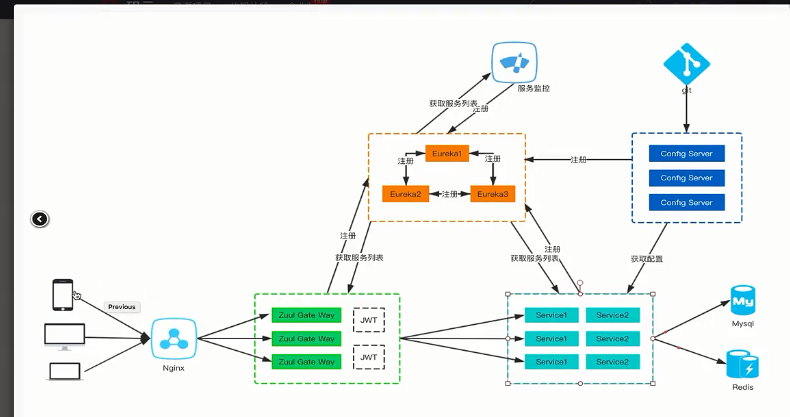 服务监控
git
获取服务列表
注册
Eureka1
注册
注册
Eureka2
注册
Eureka3
注册
Config Server
Config Server
Config Server
注册
获取服务列表
注册
获取服务列表
获取配置
Previous
Nginx
Zuul Gate Way
Zuul Gate Way
Zuul Gate Way
JWT
JWT
Service1
Service2
Service1
Service2
Service1
Service2
My
Mysql
Redis